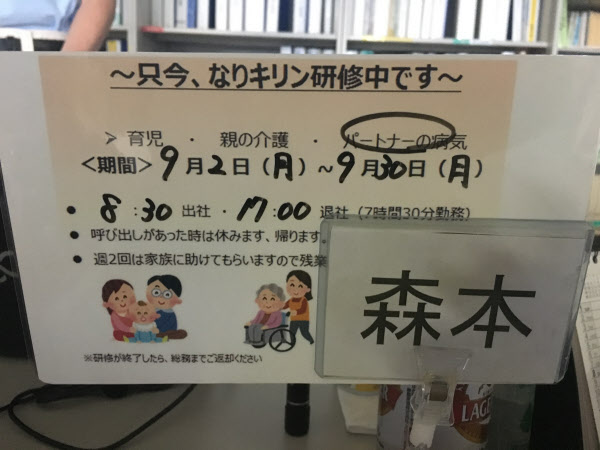 ～只今、なりキリン研修中です～
➢ 育児 ・ 親の介護 ・ パートナーの病気
＜期間＞9月2日（月）～9月30日（月）
● 8：30 出社・17：00 退社（7時間30分勤務）
● 呼び出しがあった時は休みます、帰ります
● 週2回は家族に助けてもらいますので残業
※研修が終了したら、総務までご返却ください
森本
LAGER